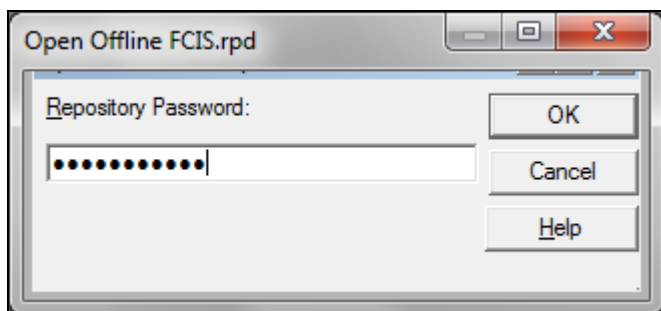 Open Offline FCIS.rpd
Repository Password:
OK
•••••••••••
Cancel
Help